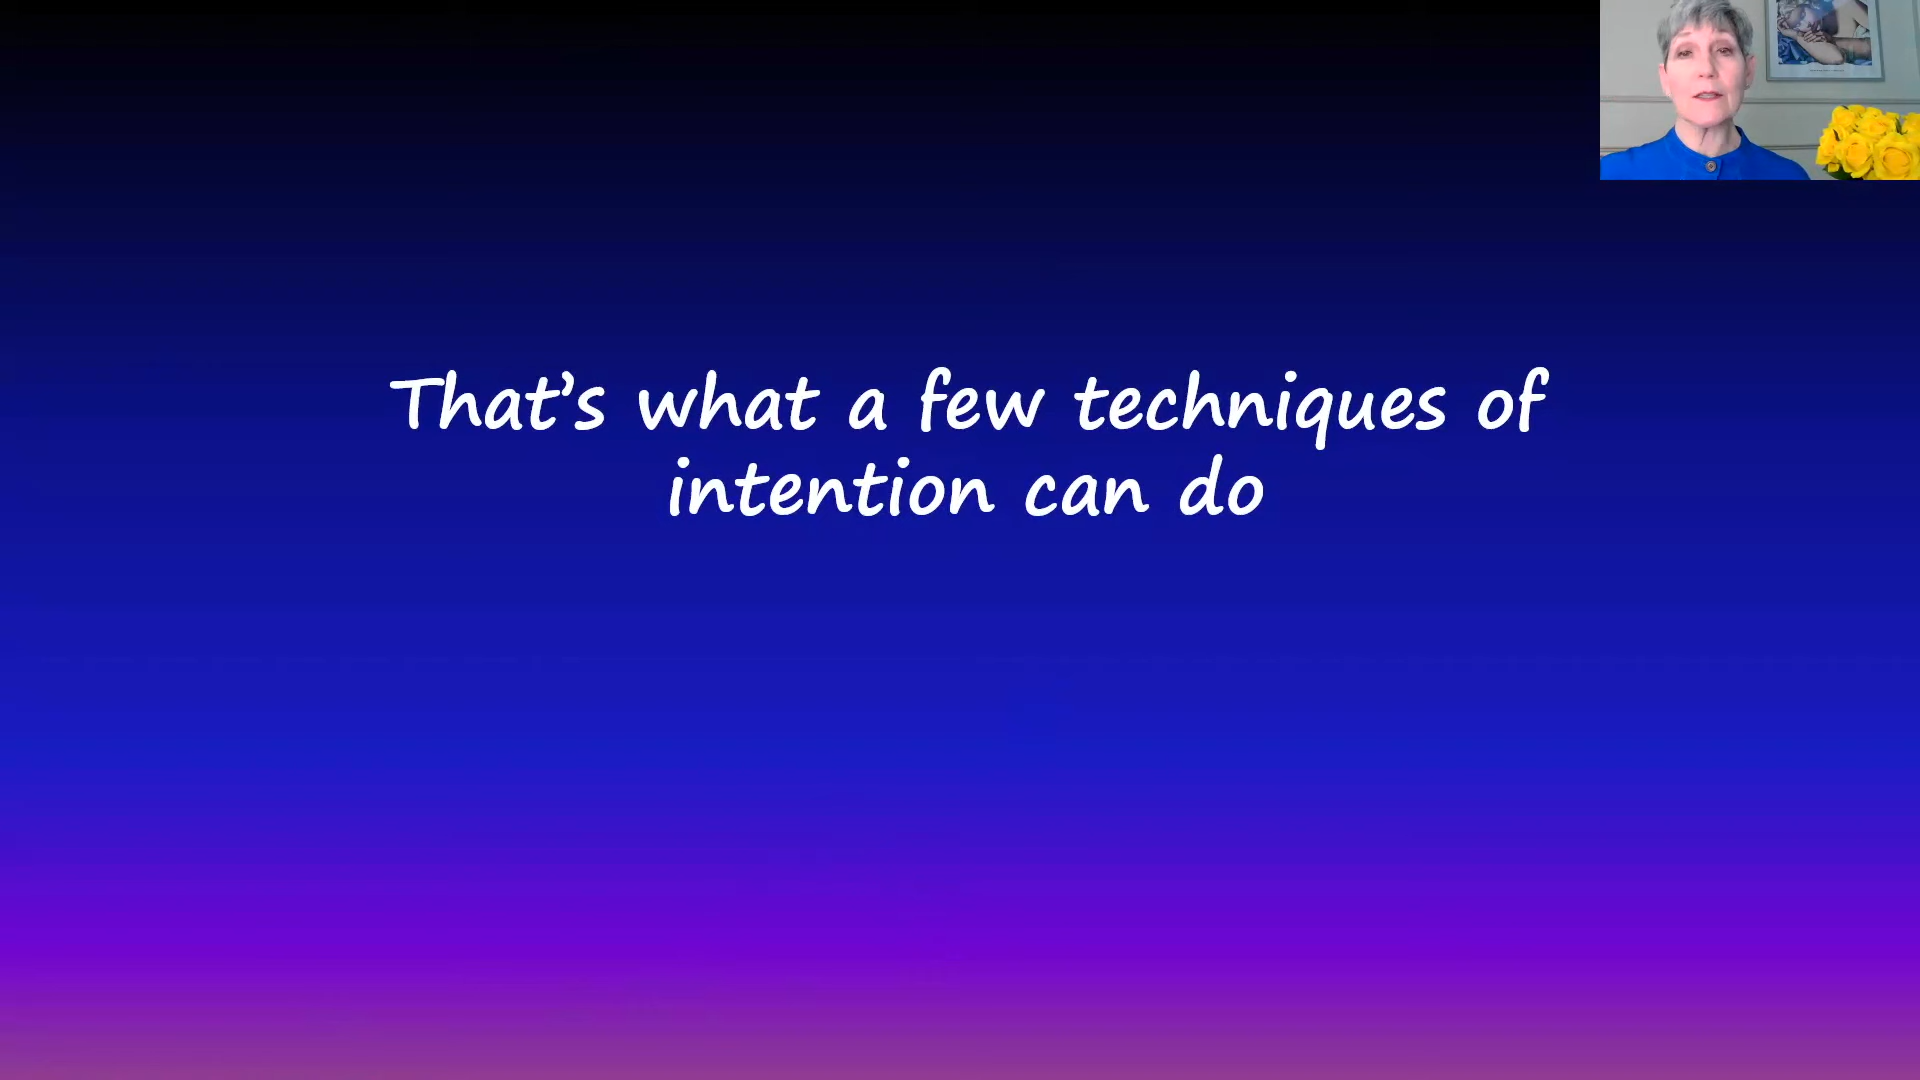 That's what a few techniques of
intention can do